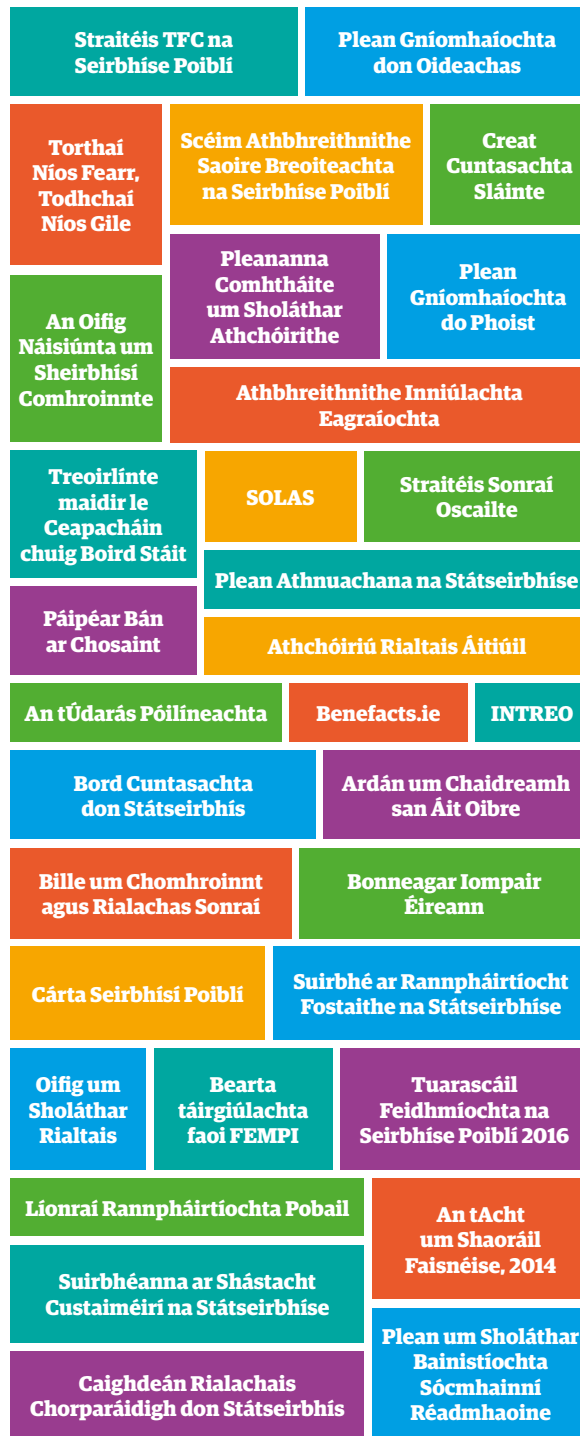 Straitéis TFC na
Seirbhíse Poiblí
Plean Gníomhaíochta
don Oideachas
Torthaí
Níos Fearr,
Todhchaí
Níos Gile
Scéim Athbhreithnithe
Saoire Breoiteachta
na Seirbhíse Poiblí
Creat
Cuntasachta
Sláinte
Pleananna
Comhtháite
um Sholáthar
Athchóirithe
Plean
Gníomhaíochta
do Phoist
An Oifig
Náisiúnta um
Sheirbhísí
Comhroinnte
Athbhreithnithe Inniúlachta
Eagraíochta
Treoirlínte
maidir le
Ceapacháin
chuig Boird Stáit
SOLAS
Straitéis Sonraí
Oscailte
Plean Athnuachana na Státseirbhíse
Páipéar Bán
ar Chosaint
Athchóiriú Rialtais Áitiúil
An tÚdarás Póilíneachta
Benefacts.ie
INTREO
Bord Cuntasachta
don Státseirbhís
Ardán um Chaidreamh
san Áit Oibre
Bille um Chomhroinnt
agus Rialachas Sonraí
Bonneagar Iompair
Éireann
Cárta Seirbhísí Poiblí
Suirbhé ar Rannpháirtíocht
Fostaithe na Státseirbhíse
Oifig um
Sholáthar
Rialtais
Bearta
táirgiúlachta
faoi FEMPI
Tuarascáil
Feidhmíochta na
Seirbhíse Poiblí 2016
Líonraí Rannpháirtíochta Pobail
An tAcht
um Shaoráil
Faisnéise, 2014
Suirbhéanna ar Shástacht
Custaiméirí na Státseirbhíse
Plean um Sholáthar
Bainistíochta
Sócmhainní
Réadmhaoine
Caighdeán Rialachais
Chorparáidigh don Státseirbhís